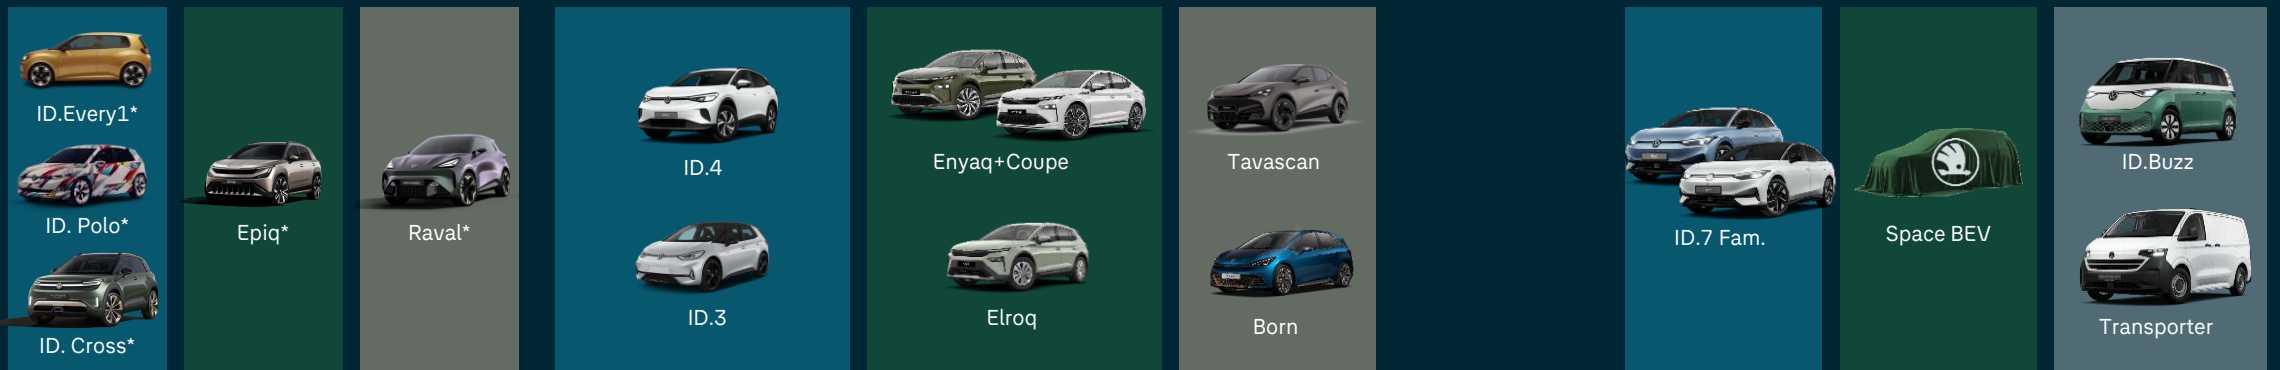 ID.Every1*
ID. Polo*
ID. Cross*
Epiq*
Raval*
ID.4
ID.3
Enyaq+Coupe
Elroq
Tavascan
Born
ID.7 Fam.
Space BEV
ID.Buzz
Transporter